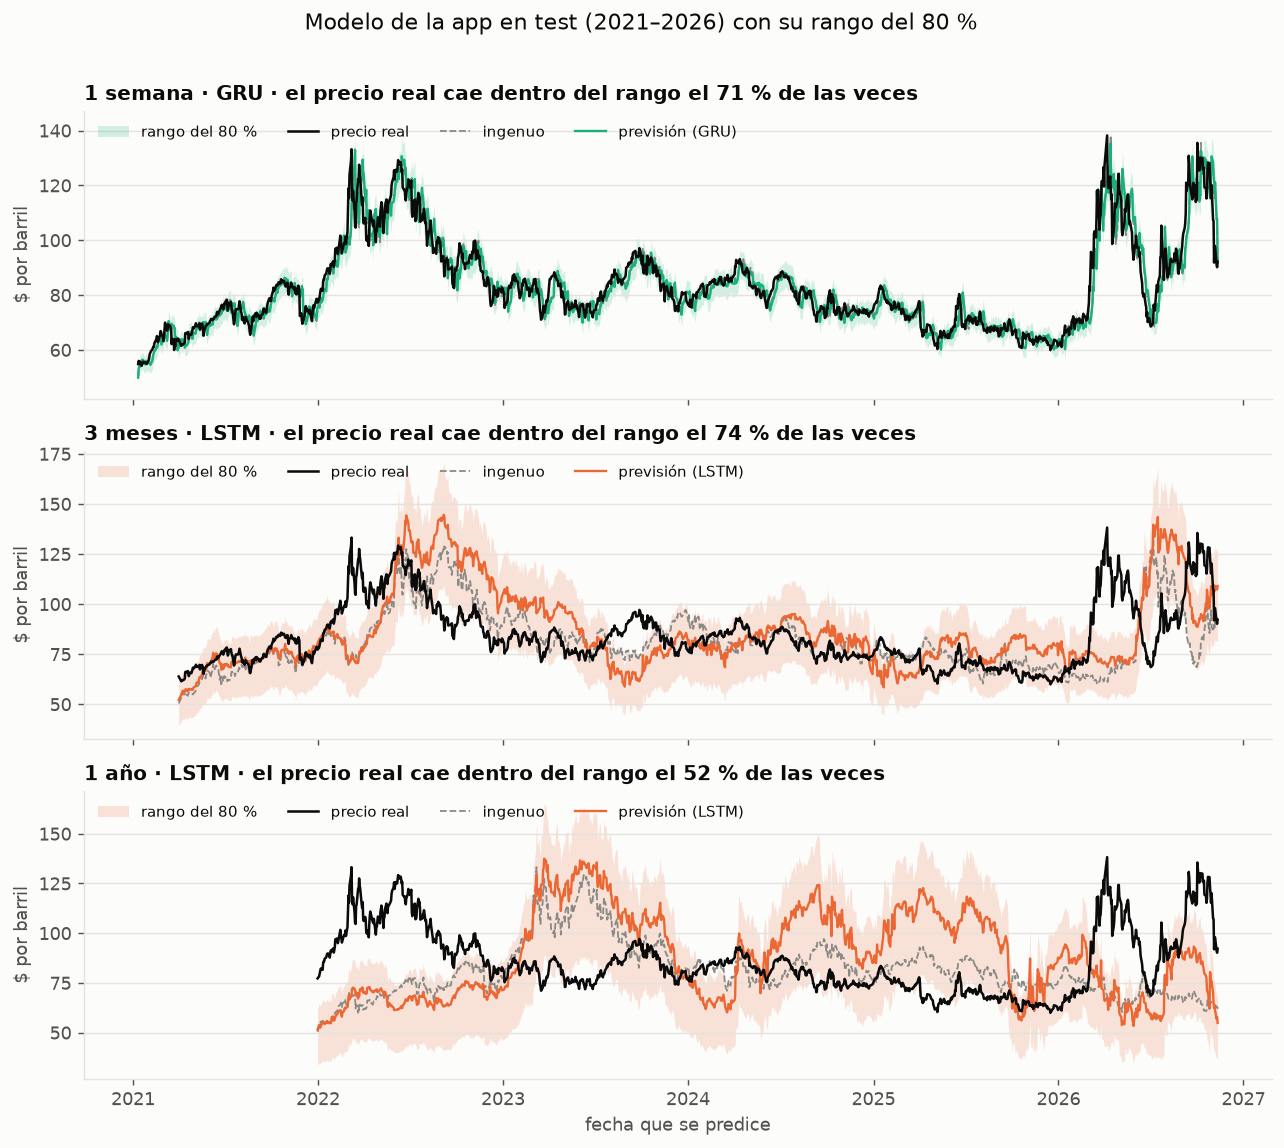 Modelo de la app en test (2021–2026) con su rango del 80 %
1 semana · GRU · el precio real cae dentro del rango el 71 % de las veces
rango del 80 % precio real ingenuo previsión (GRU)
140
120
100
80
60
$ por barril
3 meses · LSTM · el precio real cae dentro del rango el 74 % de las veces
rango del 80 % precio real ingenuo previsión (LSTM)
175
150
125
100
75
50
$ por barril
1 año · LSTM · el precio real cae dentro del rango el 52 % de las veces
rango del 80 % precio real ingenuo previsión (LSTM)
150
125
100
75
50
$ por barril
2021 2022 2023 2024 2025 2026 2027
fecha que se predice